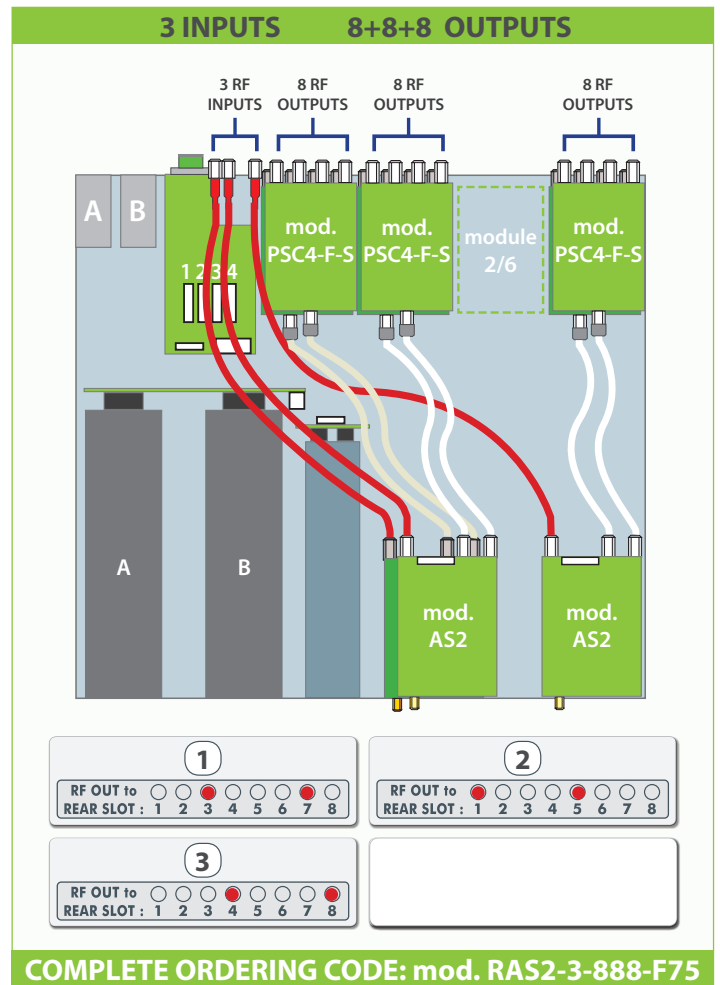 3 INPUTS 8+8+8 OUTPUTS
3 RF INPUTS
8 RF OUTPUTS
8 RF OUTPUTS
8 RF OUTPUTS
A B
1 2 3 4
mod.
PSC4-F-S
mod.
PSC4-F-S
module
2/6
mod.
PSC4-F-S
A
B
mod.
AS2
mod.
AS2
1
RF OUT to
REAR SLOT : 1 2 3 4 5 6 7 8
2
RF OUT to
REAR SLOT : 1 2 3 4 5 6 7 8
3
RF OUT to
REAR SLOT : 1 2 3 4 5 6 7 8
COMPLETE ORDERING CODE: mod. RAS2-3-888-F75